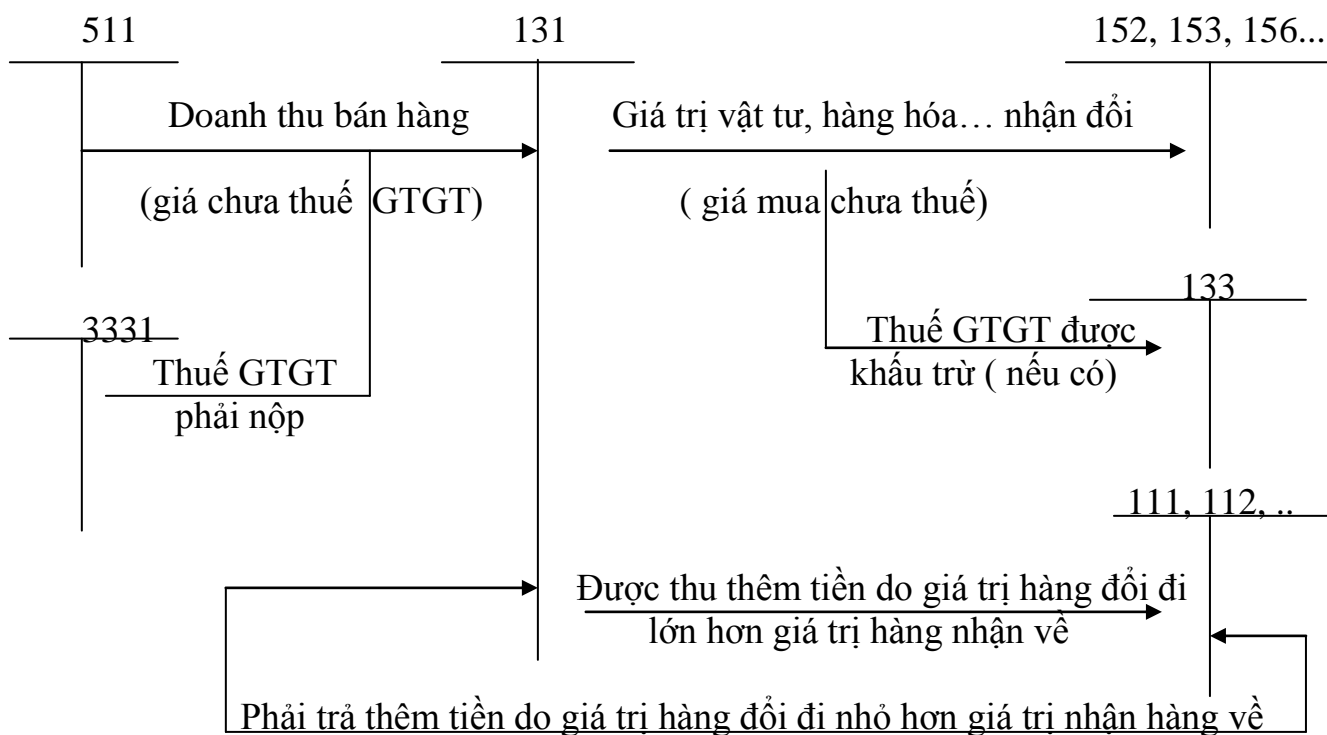 511
131
152, 153, 156...
Doanh thu bán hàng
(giá chưa thuế GTGT)
Giá trị vật tư, hàng hóa… nhận đổi
( giá mua chưa thuế)
133
3331
Thuế GTGT
phải nộp
Thuế GTGT được
khấu trừ ( nếu có)
111, 112, ..
Được thu thêm tiền do giá trị hàng đổi đi
lớn hơn giá trị hàng nhận về
Phải trả thêm tiền do giá trị hàng đổi đi nhỏ hơn giá trị nhận hàng về